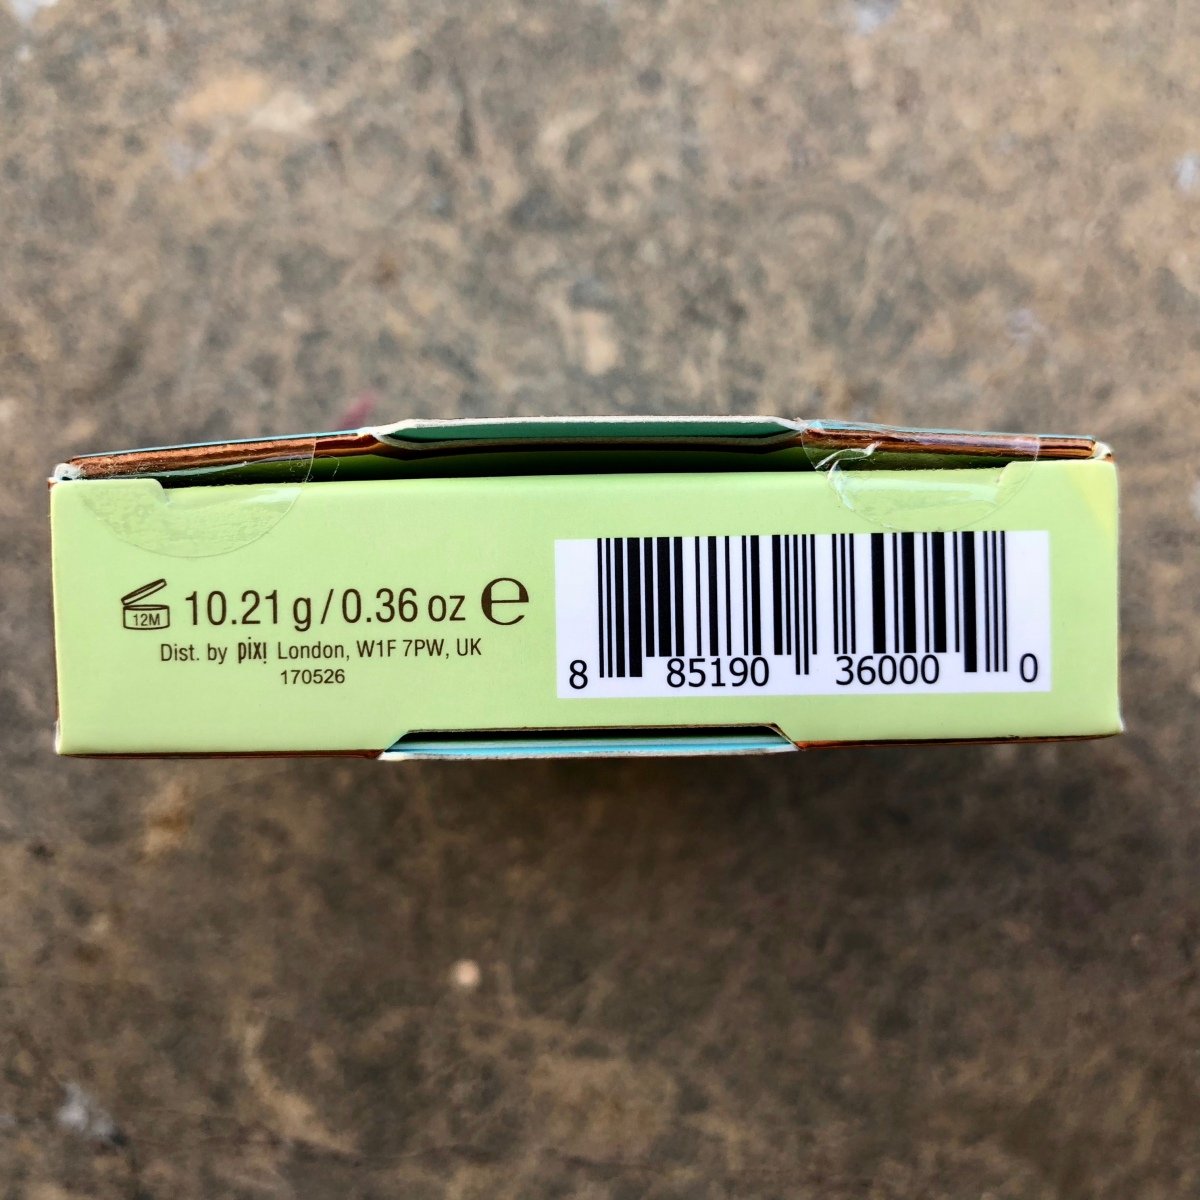 12M 10.21 g / 0.36 oz ℮
Dist. by pixi London, W1F 7PW, UK
170526
8 85190 36000 0